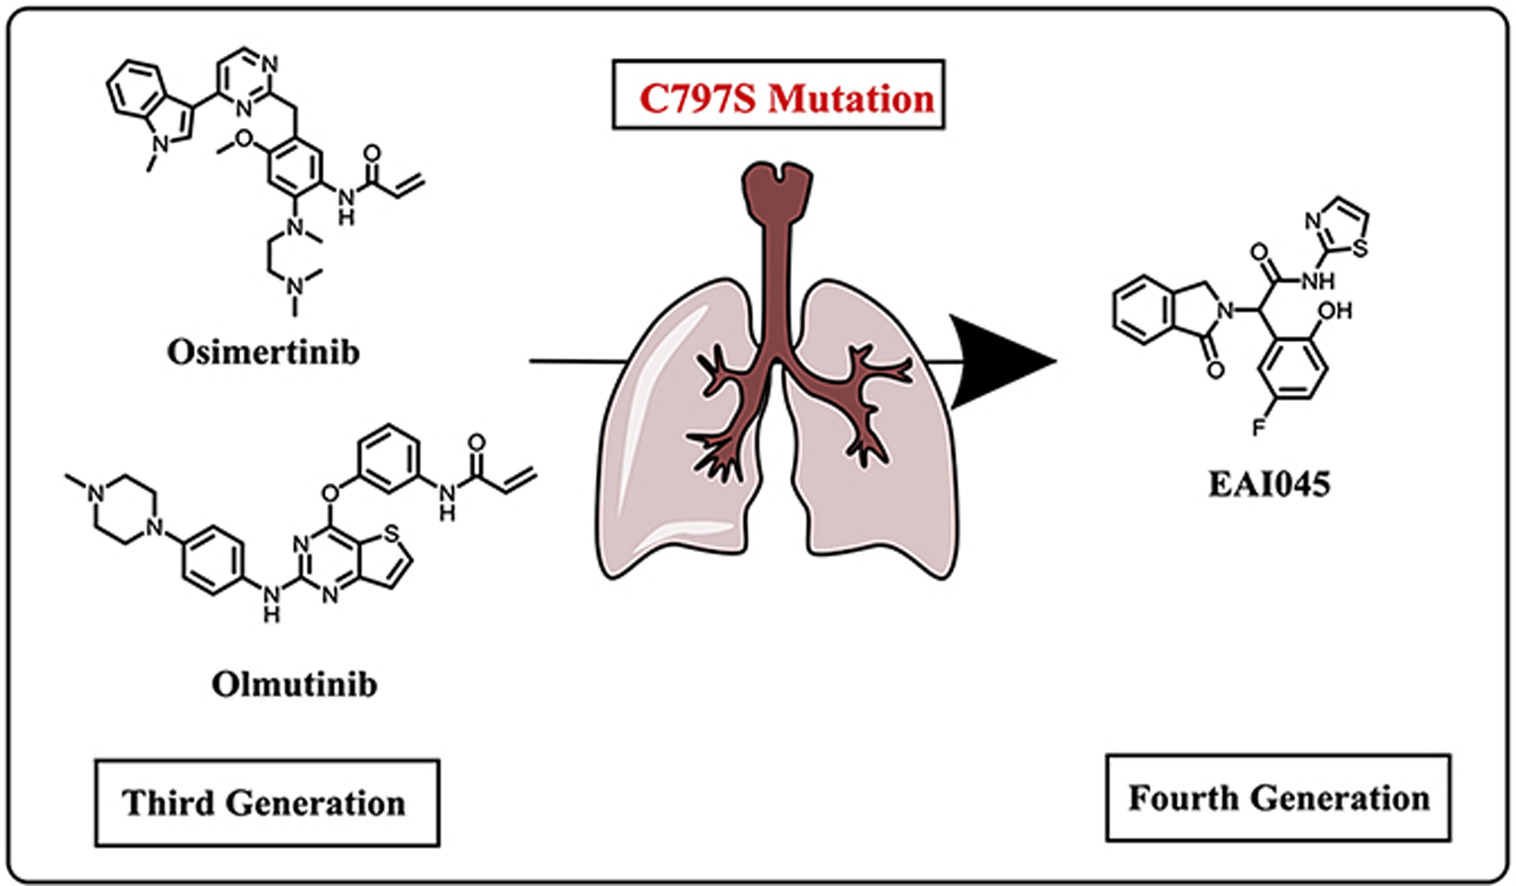 C797S Mutation
N
N
N
O
O
N
H
N
N
Osimertinib
N
S
O
NH
N
OH
O
F
EAI045
O
N
H
O
N
N
S
N
N
N
H
Olmutinib
Third Generation
Fourth Generation